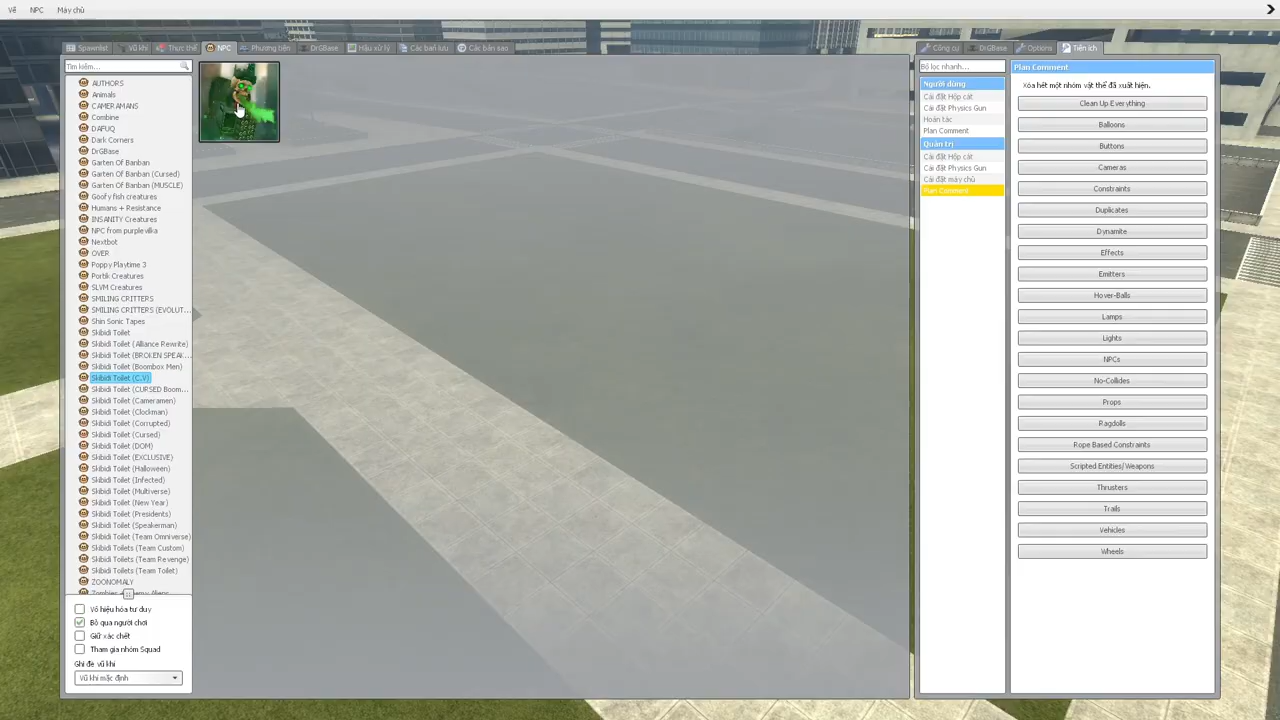 Vẽ NPC Máy chủ
Spawnlist Vũ khí Thực thể NPC Phương tiện DrGBase Hậu xử lý Các bản lưu Các bản sao
Công cụ DrGBase Options Tiện ích
Tìm kiếm...
AUTHORS
Animals
CAMERAMANS
Combine
DAFUQ
Dark Corners
DrGBase
Garten Of Banban
Garten Of Banban (Cursed)
Garten Of Banban (MUSCLE)
Goofy fish creatures
Humans + Resistance
INSANITY Creatures
NPC from purplevilka
Nextbot
OVER
Poppy Playtime 3
Portik Creatures
SLVM Creatures
SMILING CRITTERS
SMILING CRITTERS (EVOLUT...
Shin Sonic Tapes
Skibidi Toilet
Skibidi Toilet (Alliance Rewrite)
Skibidi Toilet (BROKEN SPEAK...
Skibidi Toilet (Boombox Men)
Skibidi Toilet (C.V)
Skibidi Toilet (CURSED Boom...
Skibidi Toilet (Cameramen)
Skibidi Toilet (Clockman)
Skibidi Toilet (Corrupted)
Skibidi Toilet (Cursed)
Skibidi Toilet (DOM)
Skibidi Toilet (EXCLUSIVE)
Skibidi Toilet (Halloween)
Skibidi Toilet (Infected)
Skibidi Toilet (Multiverse)
Skibidi Toilet (New Year)
Skibidi Toilet (Presidents)
Skibidi Toilet (Speakerman)
Skibidi Toilet (Team Omniverse)
Skibidi Toilets (Team Custom)
Skibidi Toilets (Team Revenge)
Skibidi Toilets (Team Toilet)
ZOONOMALY
Vô hiệu hóa tư duy
Bỏ qua người chơi
Giữ xác chết
Tham gia nhóm Squad
Ghi đè vũ khí
Vũ khí mặc định
Bộ lọc nhanh...
Người dùng
Cài đặt Hộp cát
Cài đặt Physics Gun
Hoàn tác
Plan Comment
Quản trị
Cài đặt Hộp cát
Cài đặt Physics Gun
Cài đặt máy chủ
Plan Comment
Plan Comment
Xóa hết một nhóm vật thể đã xuất hiện.
Clean Up Everything
Balloons
Buttons
Cameras
Constraints
Duplicates
Dynamite
Effects
Emitters
Hover-Balls
Lamps
Lights
NPCs
No-Collides
Props
Ragdolls
Rope Based Constraints
Scripted Entities/Weapons
Thrusters
Trails
Vehicles
Wheels